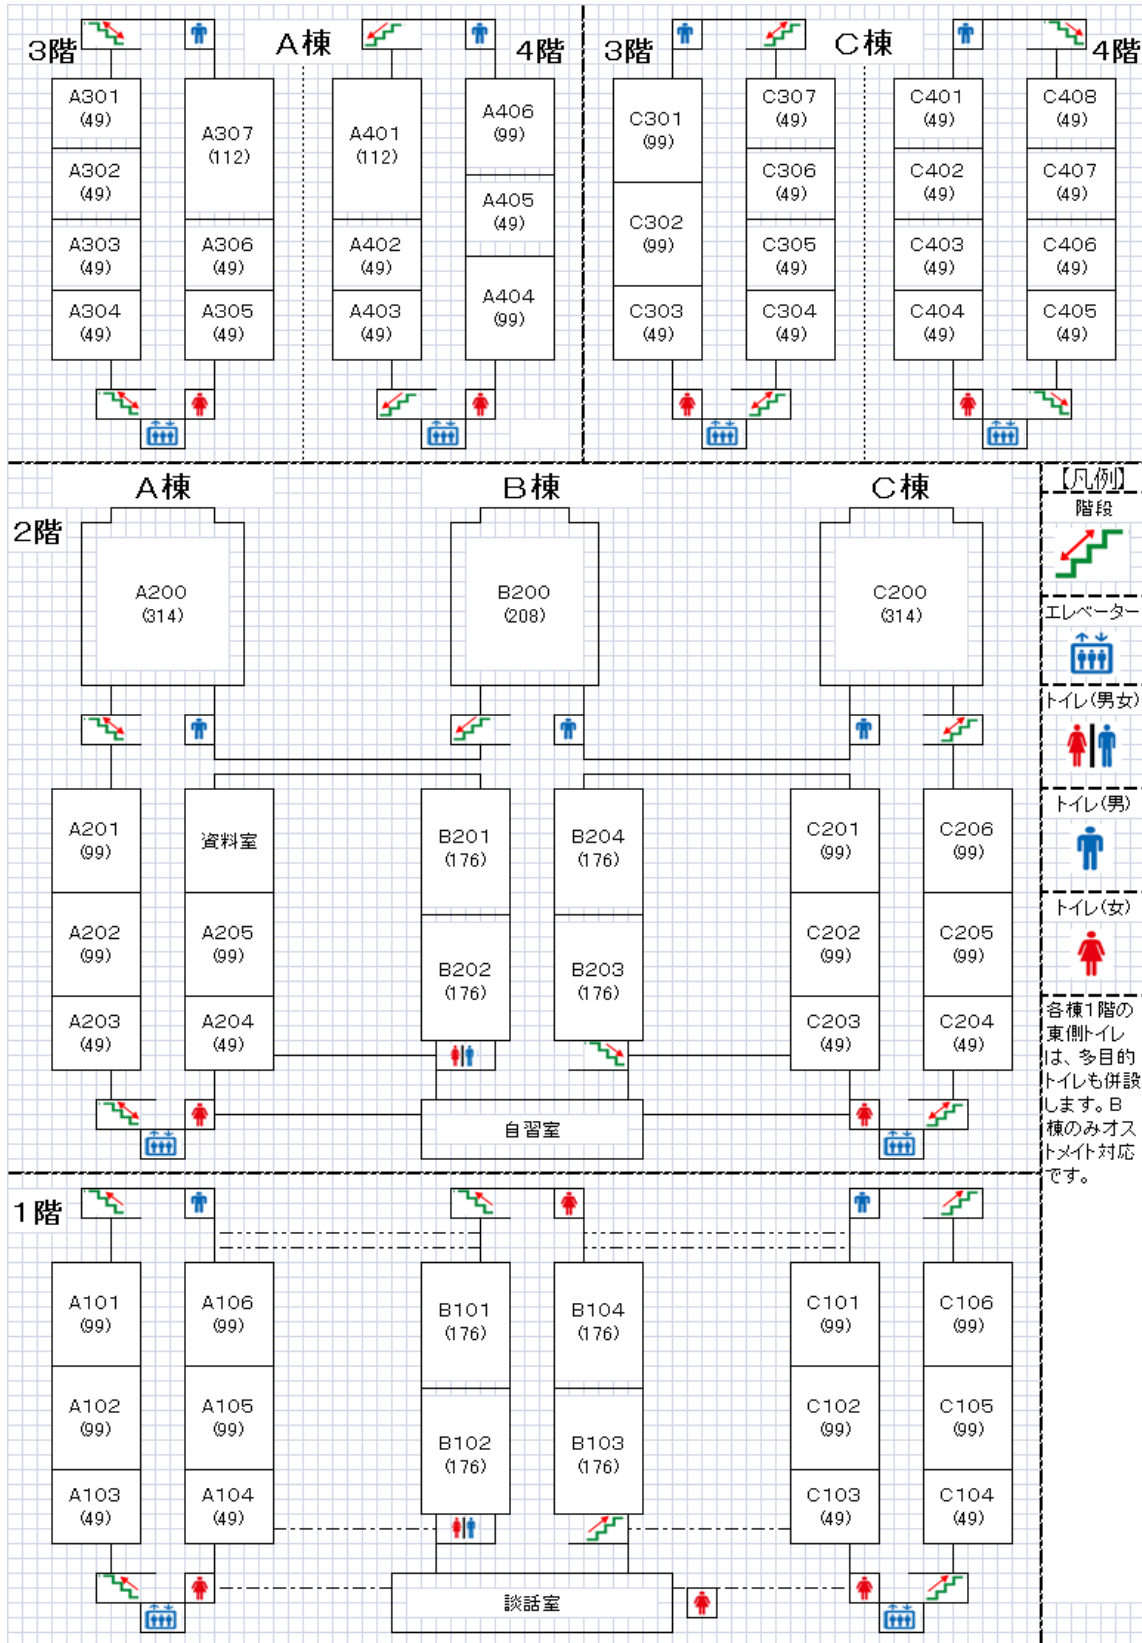 3階
A棟
4階
A301
(49)
A302
(49)
A303
(49)
A304
(49)
A307
(112)
A306
(49)
A305
(49)
A401
(112)
A402
(49)
A403
(49)
A406
(99)
A405
(49)
A404
(99)
3階
C棟
4階
C301
(99)
C302
(99)
C303
(49)
C307
(49)
C306
(49)
C305
(49)
C304
(49)
C401
(49)
C402
(49)
C403
(49)
C404
(49)
C408
(49)
C407
(49)
C406
(49)
C405
(49)
2階
A棟
B棟
C棟
A200
(314)
B200
(208)
C200
(314)
A201
(99)
A202
(99)
A203
(49)
資料室
A205
(99)
A204
(49)
B201
(176)
B202
(176)
B204
(176)
B203
(176)
C201
(99)
C202
(99)
C203
(49)
C206
(99)
C205
(99)
C204
(49)
自習室
【凡例】
階段
エレベーター
トイレ(男女)
トイレ(男)
トイレ(女)
各棟1階の
東側トイレ
は、多目的
トイレも併設
します。B
棟のみオス
トメイト対応
です。
1階
A101
(99)
A102
(99)
A103
(49)
A106
(99)
A105
(99)
A104
(49)
B101
(176)
B102
(176)
B104
(176)
B103
(176)
C101
(99)
C102
(99)
C103
(49)
C106
(99)
C105
(99)
C104
(49)
談話室